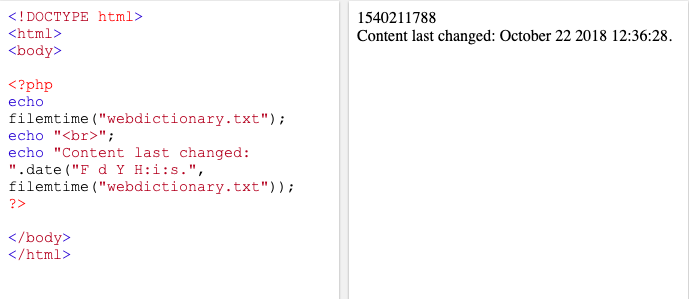 <!DOCTYPE html>
<html>
<body>
<?php
echo
filemtime("webdictionary.txt");
echo "<br>";
echo "Content last changed:
".date("F d Y H:i:s.",
filemtime("webdictionary.txt"));
?>
</body>
</html>
1540211788
Content last changed: October 22 2018 12:36:28.